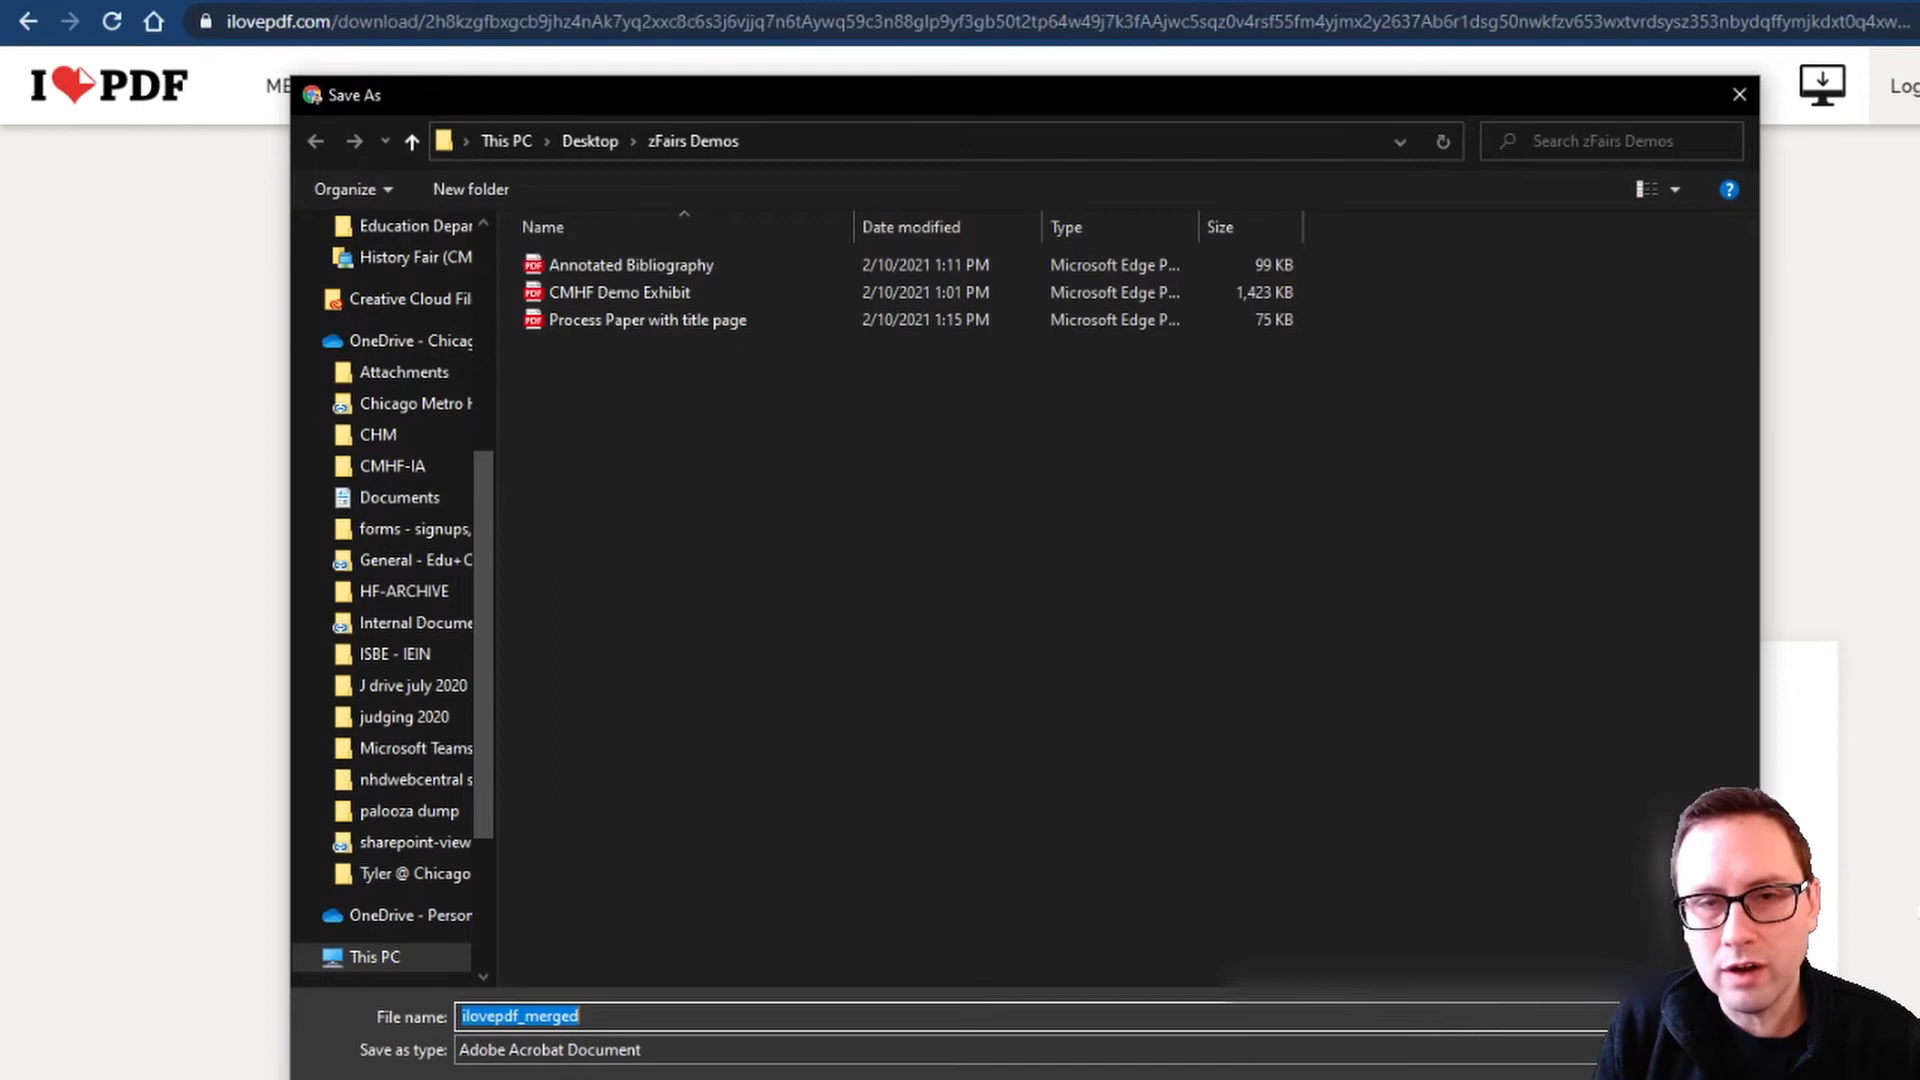 ilovepdf.com/download/2h8kzgfbxgcb9jhz4nAk7yq2xxc8c6s3j6vjjq7n6tAywq59c3n88glp9yf3gb50t2tp64w49j7k3fAAjwc5sqz0v4rsf55fm4yjmx2y2637Ab6r1dsg50nwkfzv653wxtvrdsysz353nbydqffymjkdxt0q4xw...
I PDF
ME
Log
Save As
This PC > Desktop > zFairs Demos
Search zFairs Demos
Organize
New folder
Name Date modified Type Size
Annotated Bibliography 2/10/2021 1:11 PM Microsoft Edge P... 99 KB
CMHF Demo Exhibit 2/10/2021 1:01 PM Microsoft Edge P... 1,423 KB
Process Paper with title page 2/10/2021 1:15 PM Microsoft Edge P... 75 KB
Education Depar
History Fair (CM
Creative Cloud Fil
OneDrive - Chicag
Attachments
Chicago Metro H
CHM
CMHF-IA
Documents
forms - signups,
General - Edu+C
HF-ARCHIVE
Internal Docume
ISBE - IEIN
J drive july 2020
judging 2020
Microsoft Teams
nhdwebcentral s
palooza dump
sharepoint-view
Tyler @ Chicago
OneDrive - Person
This PC
File name: ilovepdf_merged
Save as type: Adobe Acrobat Document